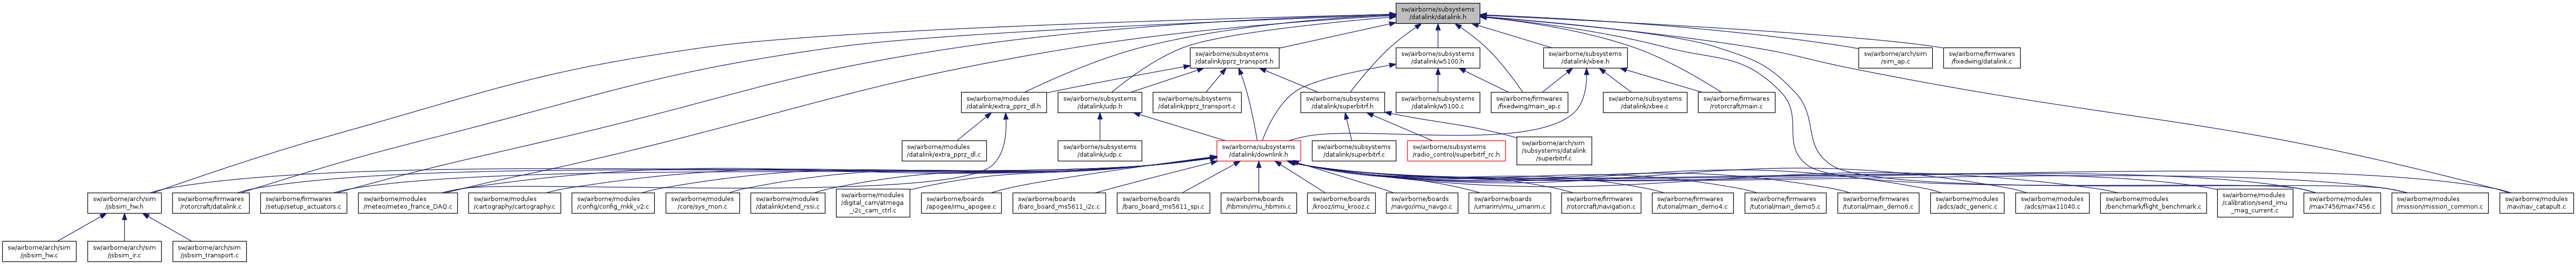 sw/airborne/subsystems
/datalink/datalink.h
sw/airborne/subsystems
/datalink/pprz_transport.h
sw/airborne/subsystems
/datalink/w5100.h
sw/airborne/subsystems
/datalink/xbee.h
sw/airborne/arch/sim
/sim_ap.c
sw/airborne/firmwares
/fixedwing/datalink.c
sw/airborne/modules
/datalink/extra_pprz_dl.h
sw/airborne/subsystems
/datalink/udp.h
sw/airborne/subsystems
/datalink/pprz_transport.c
sw/airborne/subsystems
/datalink/superbitrf.h
sw/airborne/subsystems
/datalink/w5100.c
sw/airborne/firmwares
/fixedwing/main_ap.c
sw/airborne/subsystems
/datalink/xbee.c
sw/airborne/firmwares
/rotorcraft/main.c
sw/airborne/modules
/datalink/extra_pprz_dl.c
sw/airborne/subsystems
/datalink/udp.c
sw/airborne/subsystems
/datalink/downlink.h
sw/airborne/subsystems
/datalink/superbitrf.c
sw/airborne/subsystems
/radio_control/superbitrf_rc.h
sw/airborne/arch/sim
/subsystems/datalink
/superbitrf.c
sw/airborne/arch/sim
/jsbsim_hw.h
sw/airborne/firmwares
/rotorcraft/datalink.c
sw/airborne/firmwares
/setup/setup_actuators.c
sw/airborne/modules
/meteo/meteo_france_DAQ.c
sw/airborne/modules
/cartography/cartography.c
sw/airborne/modules
/config/config_mkk_v2.c
sw/airborne/modules
/core/sys_mon.c
sw/airborne/modules
/datalink/xtend_rssi.c
sw/airborne/modules
/digital_cam/atmega
_i2c_cam_ctrl.c
sw/airborne/boards
/apogee/imu_apogee.c
sw/airborne/boards
/baro_board_ms5611_i2c.c
sw/airborne/boards
/baro_board_ms5611_spi.c
sw/airborne/boards
/hbmini/imu_hbmini.c
sw/airborne/boards
/krooz/imu_krooz.c
sw/airborne/boards
/navgo/imu_navgo.c
sw/airborne/boards
/umarim/imu_umarim.c
sw/airborne/firmwares
/rotorcraft/navigation.c
sw/airborne/firmwares
/tutorial/main_demo4.c
sw/airborne/firmwares
/tutorial/main_demo5.c
sw/airborne/firmwares
/tutorial/main_demo6.c
sw/airborne/modules
/adcs/adc_generic.c
sw/airborne/modules
/adcs/max11040.c
sw/airborne/modules
/benchmark/flight_benchmark.c
sw/airborne/modules
/calibration/send_imu
_mag_current.c
sw/airborne/modules
/max7456/max7456.c
sw/airborne/modules
/mission/mission_common.c
sw/airborne/modules
/nav/nav_catapult.c
sw/airborne/arch/sim
/jsbsim_hw.c
sw/airborne/arch/sim
/jsbsim_ir.c
sw/airborne/arch/sim
/jsbsim_transport.c